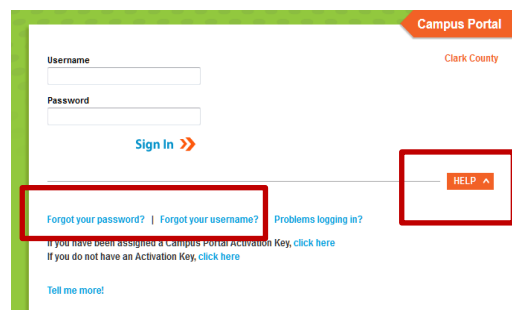 Campus Portal
Clark County
Username
Password
Sign In
HELP
Forgot your password? | Forgot your username? Problems logging in?
If you have been assigned a Campus Portal Activation Key, click here
If you do not have an Activation Key, click here
Tell me more!